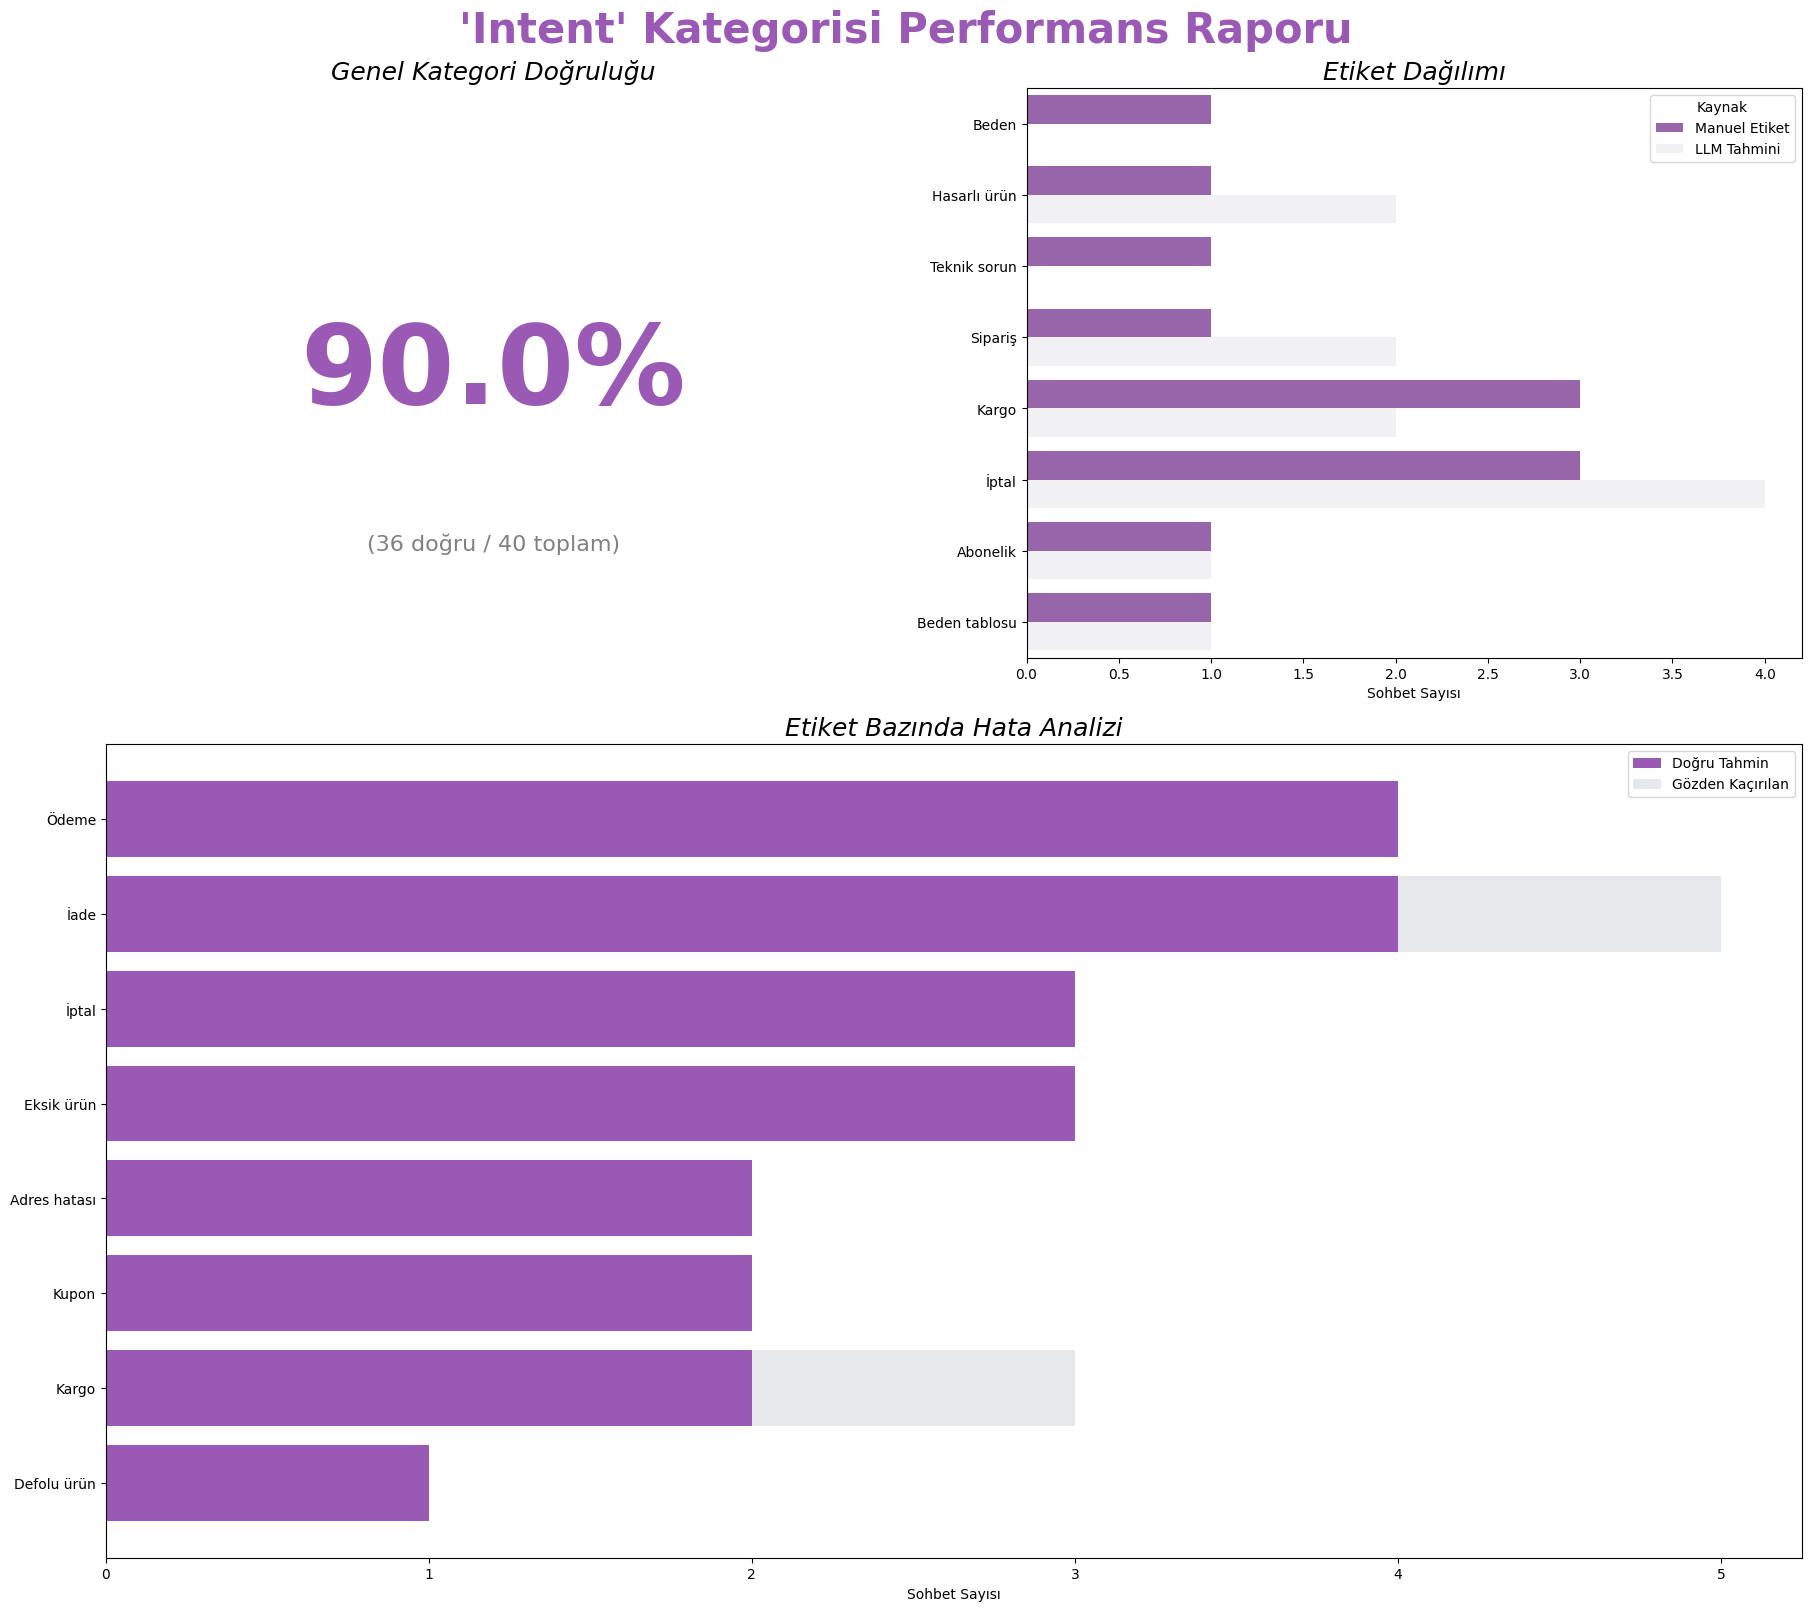 'Intent' Kategorisi Performans Raporu
Genel Kategori Doğruluğu
90.0%
(36 doğru / 40 toplam)
Etiket Dağılımı
Kaynak
Manuel Etiket
LLM Tahmini
Beden
Hasarlı ürün
Teknik sorun
Sipariş
Kargo
İptal
Abonelik
Beden tablosu
0.0 0.5 1.0 1.5 2.0 2.5 3.0 3.5 4.0
Sohbet Sayısı
Etiket Bazında Hata Analizi
Doğru Tahmin
Gözden Kaçırılan
Ödeme
İade
İptal
Eksik ürün
Adres hatası
Kupon
Kargo
Defolu ürün
0 1 2 3 4 5
Sohbet Sayısı